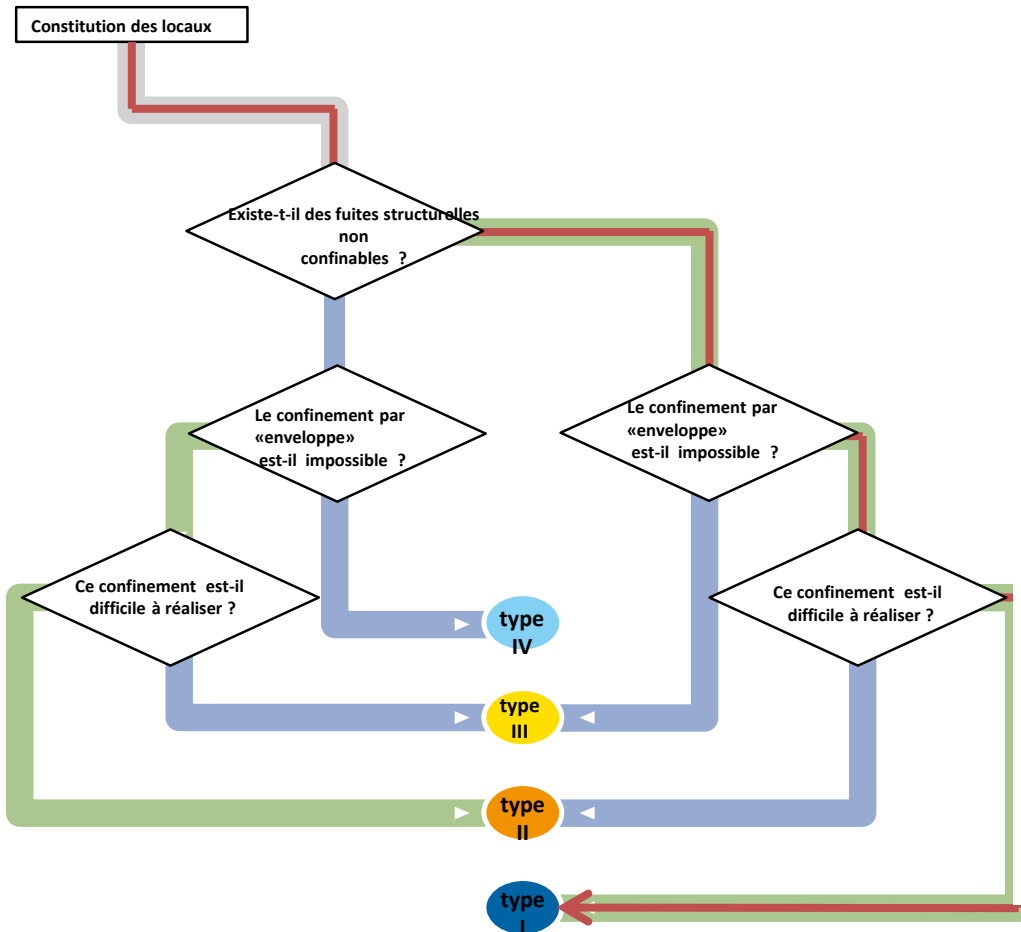 Constitution des locaux
Existe-t-il des fuites structurelles
non
confinables ?
Le confinement par
«enveloppe»
est-il impossible ?
Le confinement par
«enveloppe»
est-il impossible ?
Ce confinement est-il
difficile à réaliser ?
Ce confinement est-il
difficile à réaliser ?
type
IV
type
III
type
II
type
I